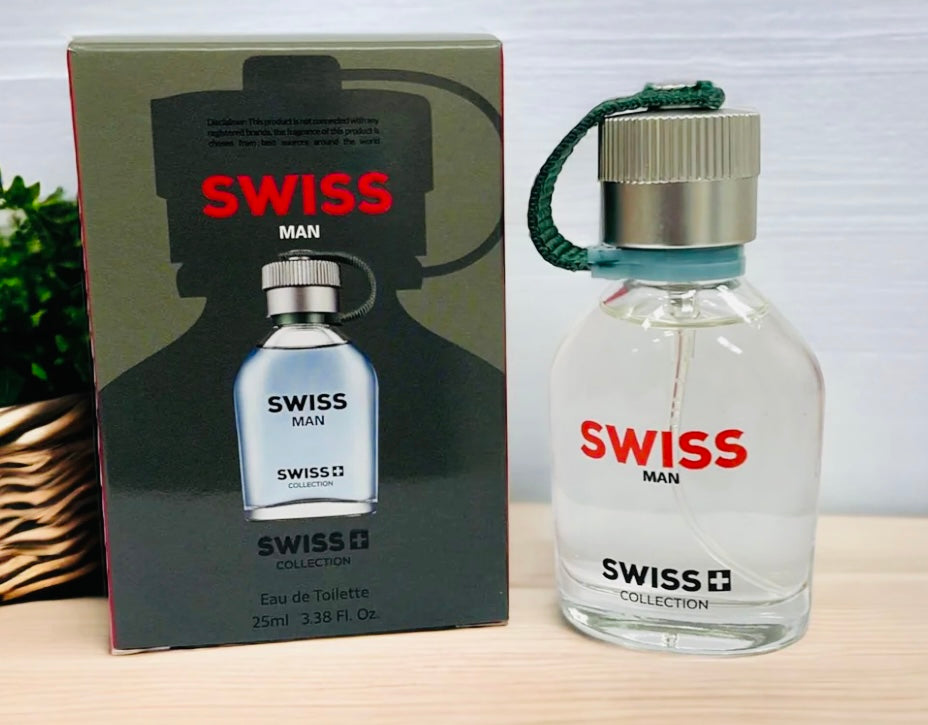 Disclaimer: This product is not connected with any
registered brands, the fragrance of this product is
choses from best sources around the world
SWISS
MAN
SWISS
MAN
SWISS
COLLECTION
SWISS
COLLECTION
Eau de Toilette
25ml 3.38 Fl. Oz.
SWISS
MAN
SWISS
COLLECTION